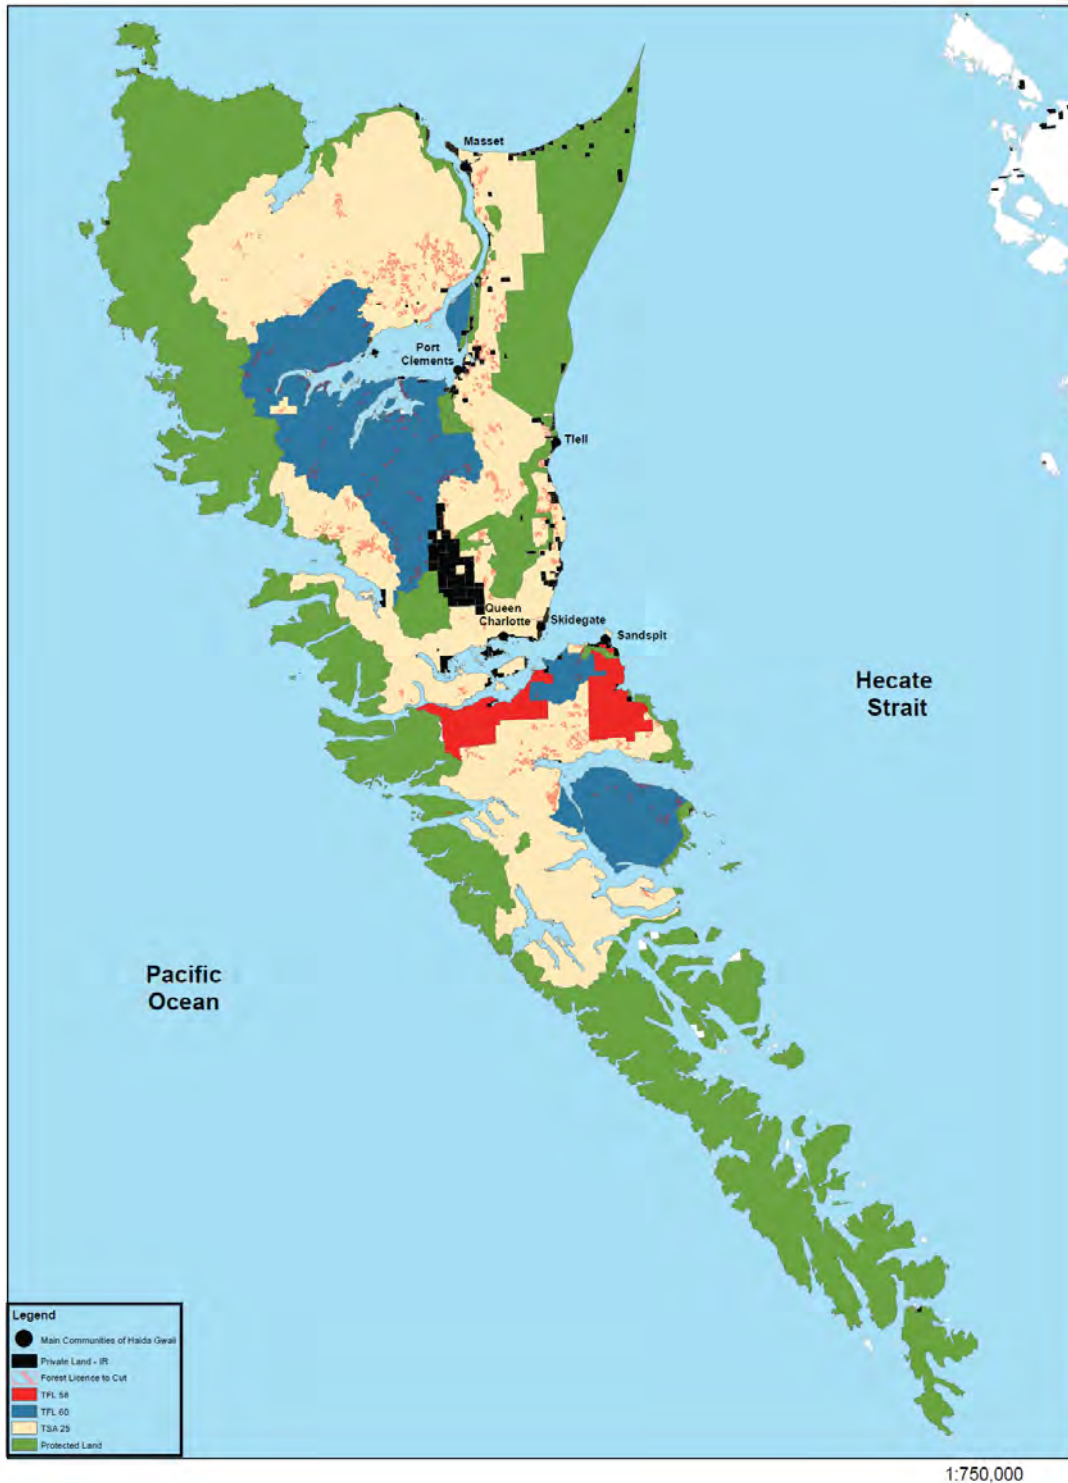 Masset
Port
Clements
Tlell
Queen
Charlotte
Skidegate
Sandspit
Hecate
Strait
Pacific
Ocean
Legend
Main Communities of Haida Gwaii
Private Land - IR
Forest Licence to Cut
TFL 58
TFL 60
TSA 25
Protected Land
1:750,000